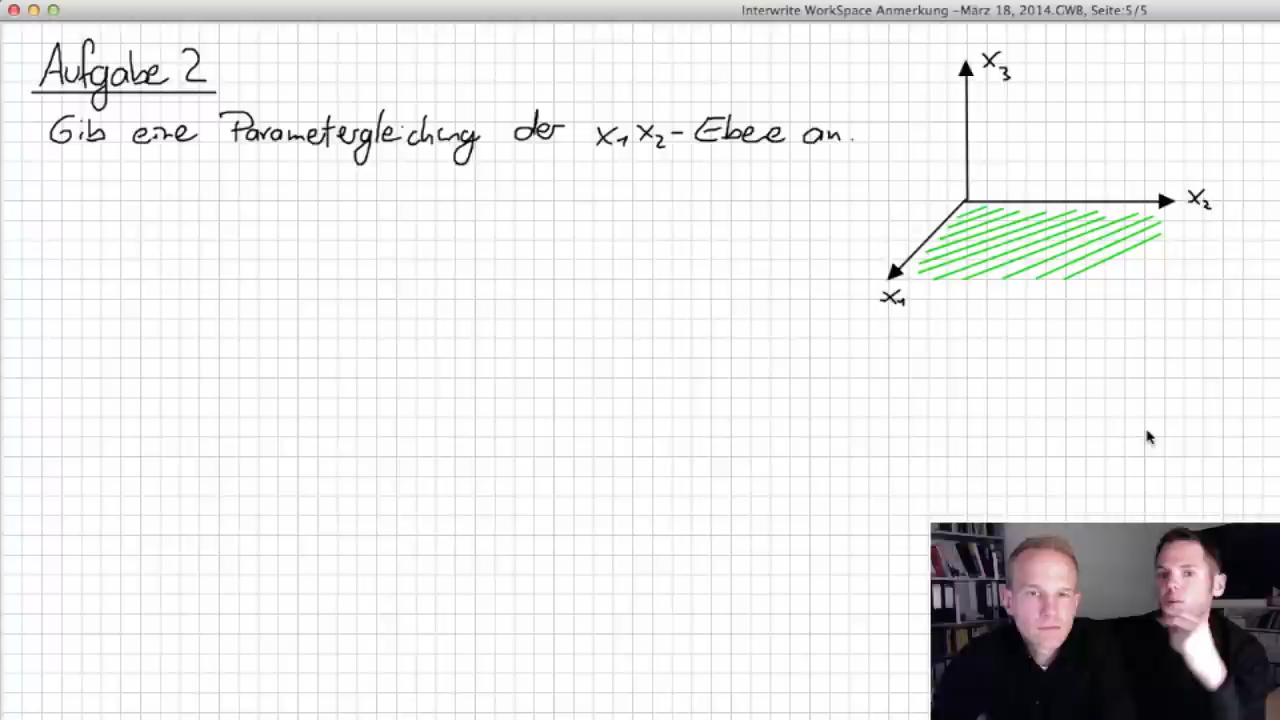 Interwrite WorkSpace Anmerkung -März 18, 2014.GWB, Seite:5/5
Aufgabe 2
Gib eine Parametergleichung der x₁x₂-Ebene an.
x₃
x₂
x₁